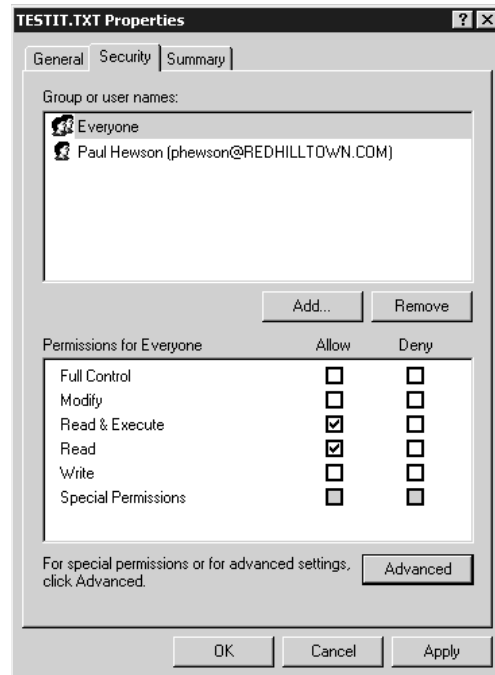 TESTIT.TXT Properties
General Security Summary
Group or user names:
Everyone
Paul Hewson (phewson@REDHILLTOWN.COM)
Add... Remove
Permissions for Everyone Allow Deny
Full Control
Modify
Read & Execute
Read
Write
Special Permissions
For special permissions or for advanced settings,
click Advanced.
Advanced
OK Cancel Apply